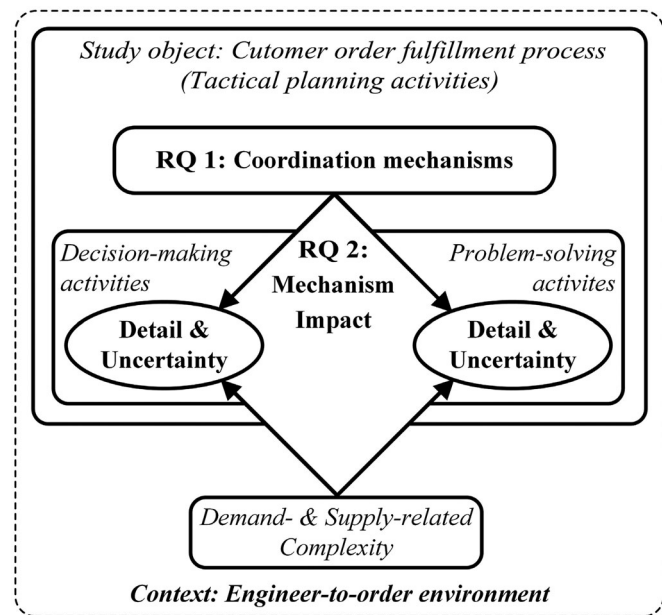 Study object: Cutomer order fulfillment process
(Tactical planning activities)
RQ 1: Coordination mechanisms
Decision-making
activities
RQ 2:
Mechanism
Impact
Problem-solving
activites
Detail &
Uncertainty
Detail &
Uncertainty
Demand- & Supply-related
Complexity
Context: Engineer-to-order environment